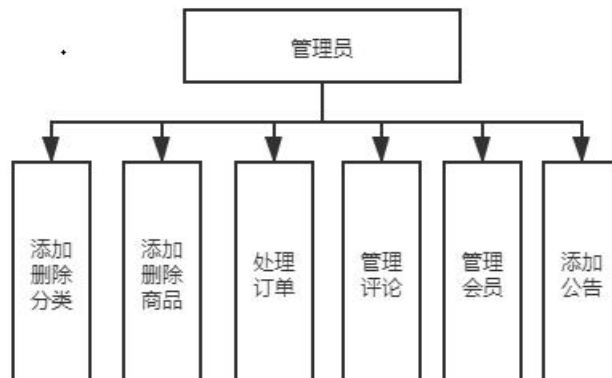 管理员
添加
删除
分类
添加
删除
商品
处理
订单
管理
评论
管理
会员
添加
公告